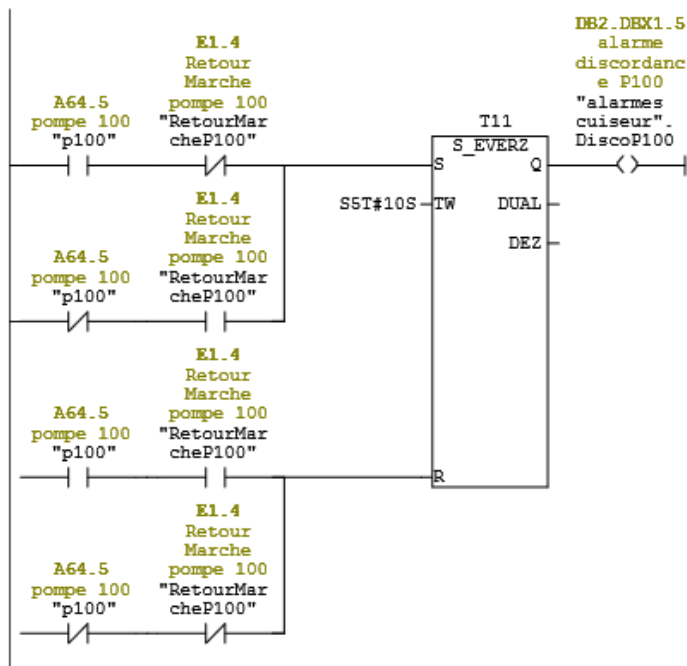 DB2.DBX1.5
alarme
discordanc
e P100
"alarmes
cuiseur".
DiscoP100
E1.4
Retour
Marche
pompe 100
"RetourMar
cheP100"
A64.5
pompe 100
"p100"
T11
S_EVERZ
S Q
S5T#10S TW DUAL
DEZ
E1.4
Retour
Marche
pompe 100
"RetourMar
cheP100"
A64.5
pompe 100
"p100"
E1.4
Retour
Marche
pompe 100
"RetourMar
cheP100"
A64.5
pompe 100
"p100"
R
E1.4
Retour
Marche
pompe 100
"RetourMar
cheP100"
A64.5
pompe 100
"p100"